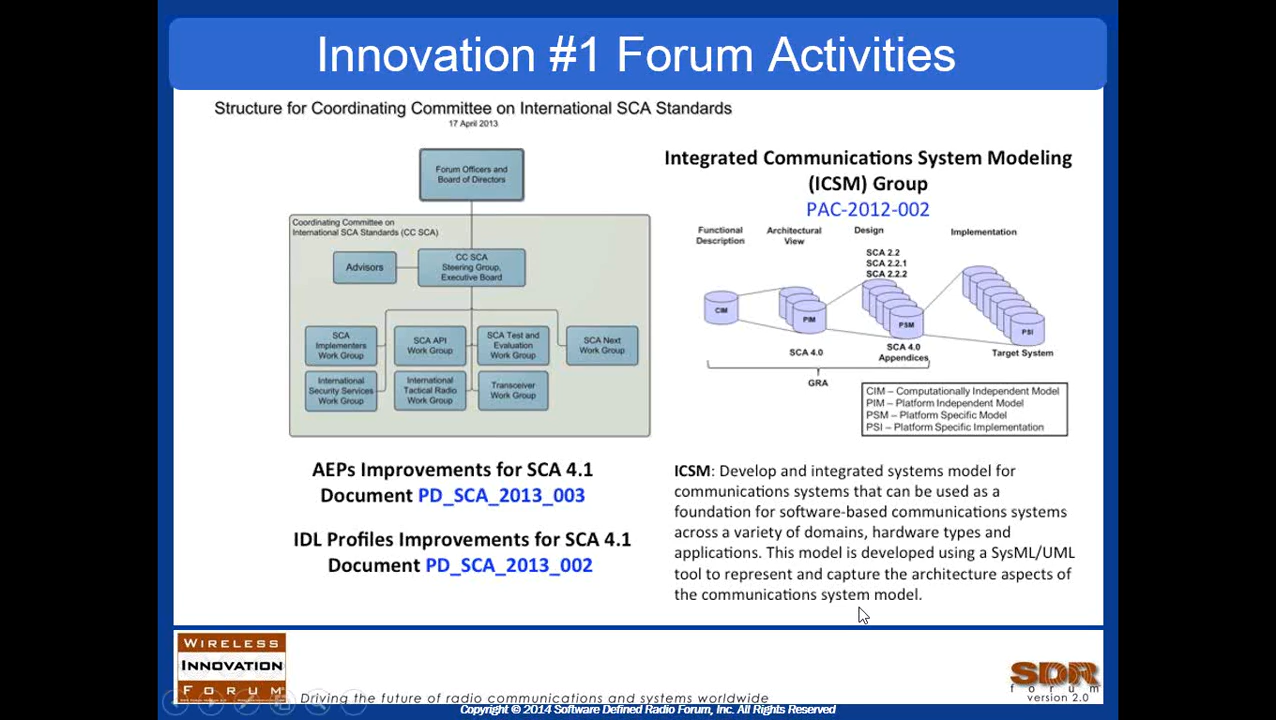 Innovation #1 Forum Activities
Structure for Coordinating Committee on International SCA Standards
17 April 2013
Forum Officers and
Board of Directors
Coordinating Committee on
International SCA Standards (CC SCA)
Advisors
CC SCA
Steering Group,
Executive Board
SCA
Implementers
Work Group
SCA API
Work Group
SCA Test and
Evaluation
Work Group
SCA Next
Work Group
International
Security Services
Work Group
International
Tactical Radio
Work Group
Transceiver
Work Group
AEPs Improvements for SCA 4.1
Document PD_SCA_2013_003
IDL Profiles Improvements for SCA 4.1
Document PD_SCA_2013_002
Integrated Communications System Modeling
(ICSM) Group
PAC-2012-002
Functional
Description
Architectural
View
Design
Implementation
SCA 2.2
SCA 2.2.1
SCA 2.2.2
CIM
PIM
PSM
PSI
SCA 4.0
SCA 4.0
Appendices
Target System
GRA
CIM – Computationally Independent Model
PIM – Platform Independent Model
PSM – Platform Specific Model
PSI – Platform Specific Implementation
ICSM: Develop and integrated systems model for
communications systems that can be used as a
foundation for software-based communications systems
across a variety of domains, hardware types and
applications. This model is developed using a SysML/UML
tool to represent and capture the architecture aspects of
the communications system model.
WIRELESS
INNOVATION
FORUM
Driving the future of radio communications and systems worldwide
SDR
forum
version 2.0
Copyright © 2014 Software Defined Radio Forum, Inc. All Rights Reserved